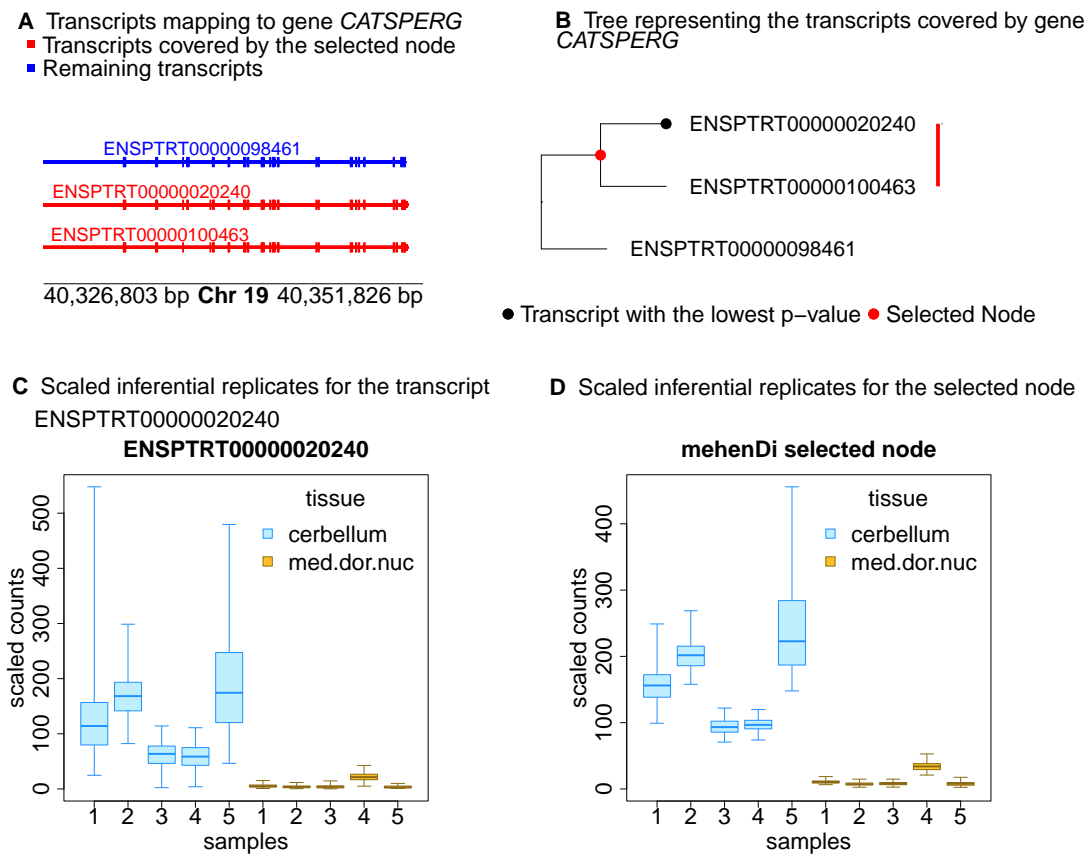 A Transcripts mapping to gene CATSPERG
Transcripts covered by the selected node
Remaining transcripts
ENSPTRT00000098461
ENSPTRT00000020240
ENSPTRT00000100463
40,326,803 bp Chr 19 40,351,826 bp
B Tree representing the transcripts covered by gene
CATSPERG
ENSPTRT00000020240
ENSPTRT00000100463
ENSPTRT00000098461
Transcript with the lowest p−value
Selected Node
C Scaled inferential replicates for the transcript
ENSPTRT00000020240
ENSPTRT00000020240
scaled counts
500
400
300
200
100
0
tissue
cerbellum
med.dor.nuc
1 2 3 4 5 1 2 3 4 5
samples
D Scaled inferential replicates for the selected node
mehenDi selected node
scaled counts
400
300
200
100
0
tissue
cerbellum
med.dor.nuc
1 2 3 4 5 1 2 3 4 5
samples